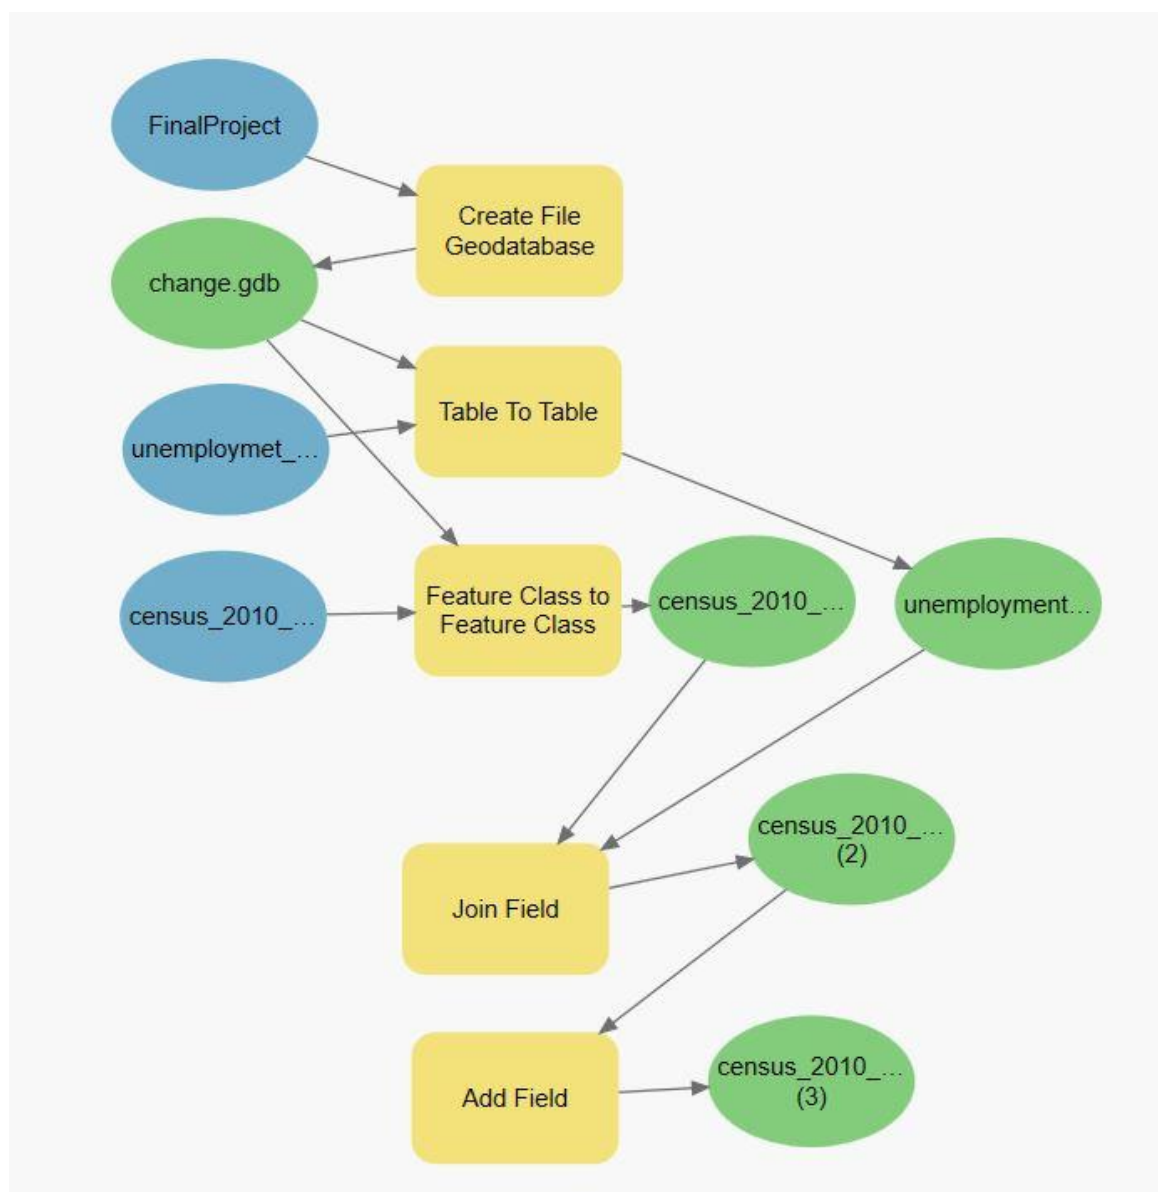 FinalProject
Create File
Geodatabase
change.gdb
Table To Table
unemploymet_...
Feature Class to
Feature Class
census_2010_...
census_2010_...
unemployment...
census_2010_...
(2)
Join Field
census_2010_...
(3)
Add Field